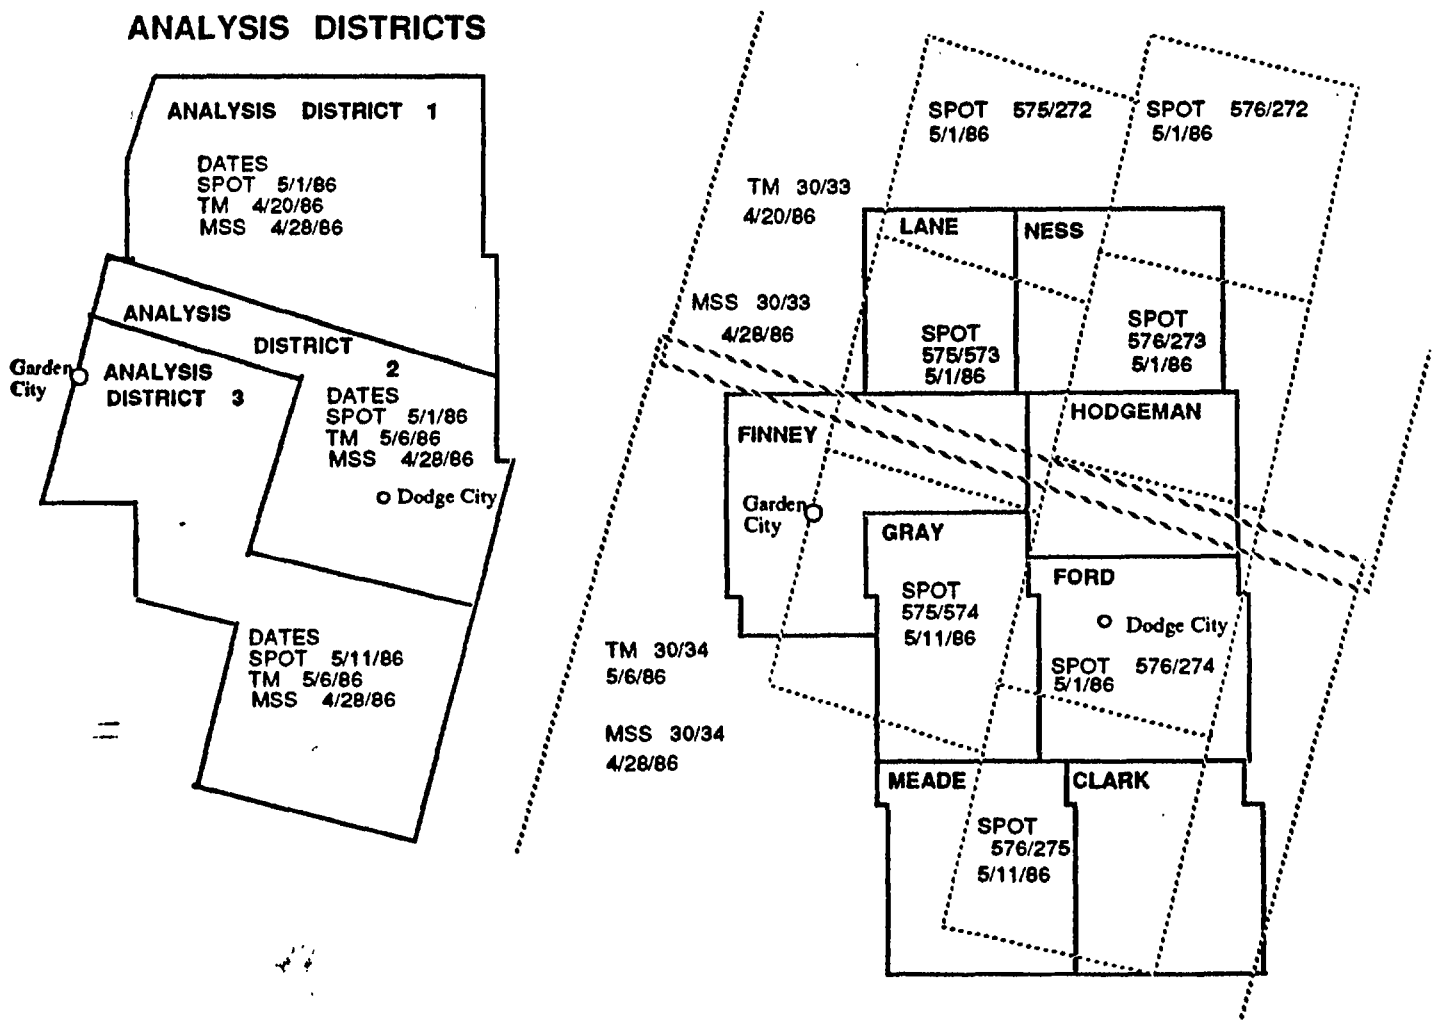 ANALYSIS DISTRICTS
ANALYSIS DISTRICT 1
DATES
SPOT 5/1/86
TM 4/20/86
MSS 4/28/86
ANALYSIS
DISTRICT
2
DATES
SPOT 5/1/86
TM 5/6/86
MSS 4/28/86
Dodge City
Garden
City
ANALYSIS
DISTRICT 3
DATES
SPOT 5/11/86
TM 5/6/86
MSS 4/28/86
SPOT 575/272
5/1/86
SPOT 576/272
5/1/86
TM 30/33
4/20/86
MSS 30/33
4/28/86
LANE
NESS
SPOT
575/573
5/1/86
SPOT
576/273
5/1/86
FINNEY
HODGEMAN
Garden
City
GRAY
SPOT
575/574
5/11/86
FORD
Dodge City
SPOT 576/274
5/1/86
TM 30/34
5/6/86
MSS 30/34
4/28/86
MEADE
CLARK
SPOT
576/275
5/11/86